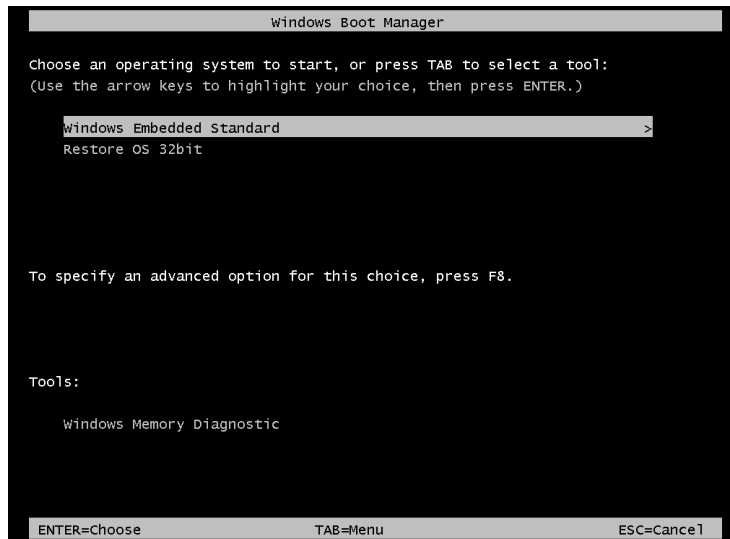 Windows Boot Manager
Choose an operating system to start, or press TAB to select a tool:
(Use the arrow keys to highlight your choice, then press ENTER.)
Windows Embedded Standard >
Restore OS 32bit
To specify an advanced option for this choice, press F8.
Tools:
Windows Memory Diagnostic
ENTER=Choose TAB=Menu ESC=Cancel